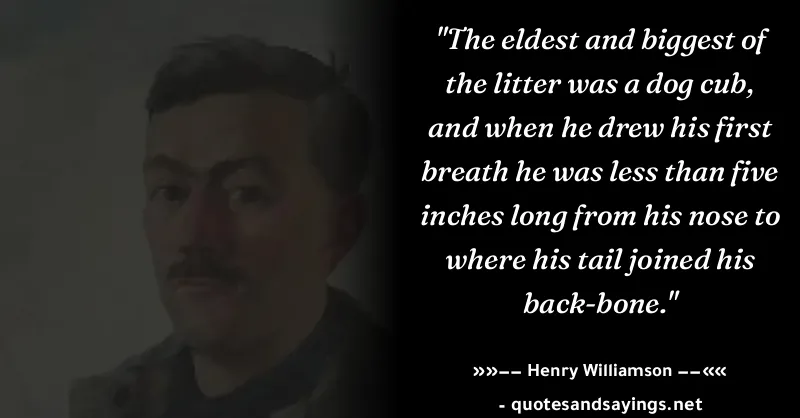 "The eldest and biggest of
the litter was a dog cub,
and when he drew his first
breath he was less than five
inches long from his nose to
where his tail joined his
back-bone."
»»−− Henry Williamson −−««
- quotesandsayings.net